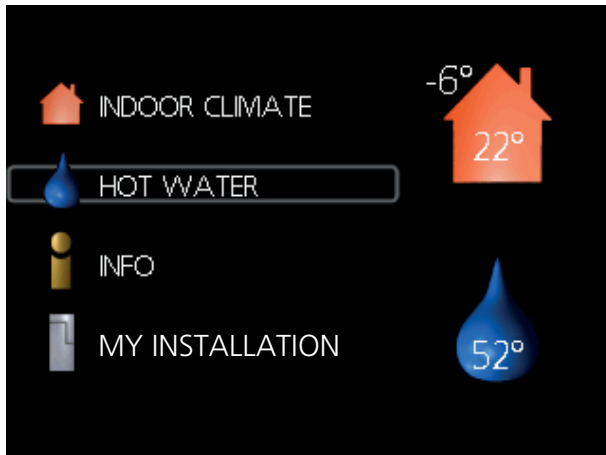 INDOOR CLIMATE
HOT WATER
INFO
MY INSTALLATION
-6°
22°
52°